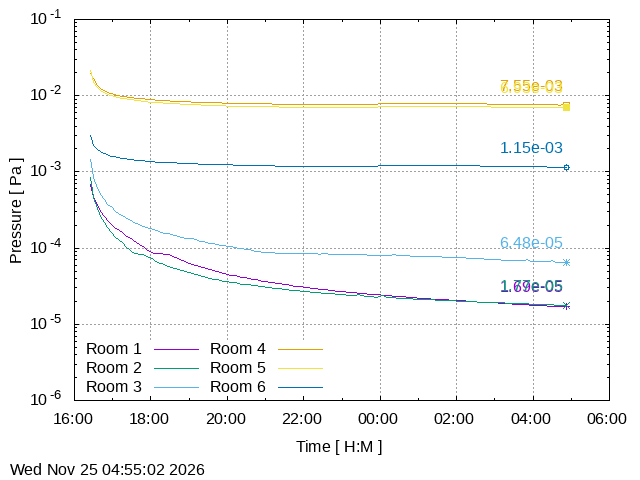 10^-1
10^-2
10^-3
10^-4
10^-5
10^-6
Pressure [ Pa ]
7.55e-03
1.15e-03
6.48e-05
1.69e-05
Room 1
Room 4
Room 2
Room 5
Room 3
Room 6
16:00 18:00 20:00 22:00 00:00 02:00 04:00 06:00
Time [ H:M ]
Wed Nov 25 04:55:02 2026